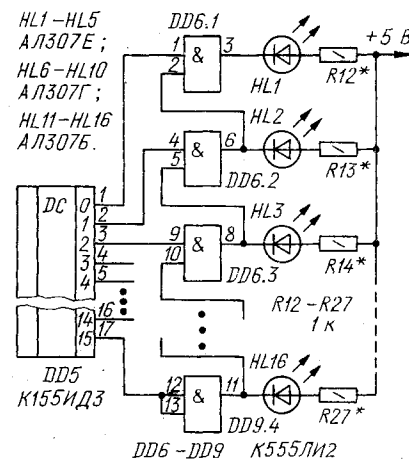 HL1-HL5
АЛ307Е;
HL6-HL10
АЛ307Г;
HL11-HL16
АЛ307Б.
DD6.1
1
2
&
3
HL1
R12*
+5 В
4
5
&
6
DD6.2
HL2
R13*
9
10
&
8
DD6.3
HL3
R14*
DC
0
1
2
3
4
14
15
1
2
3
4
5
16
17
DD5
К155ИД3
R12-R27
1 к
12
13
&
11
DD9.4
HL16
R27*
DD6-DD9 К555ЛИ2